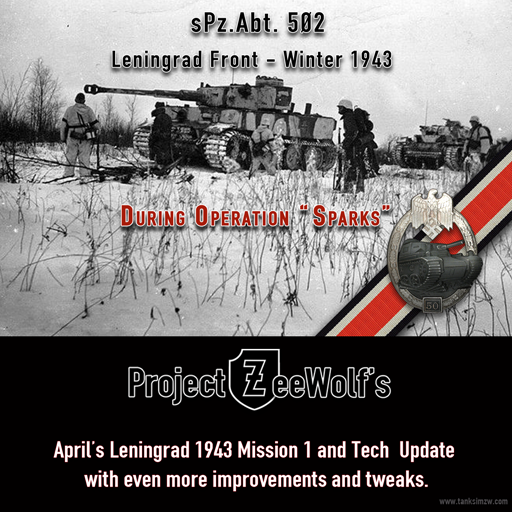 sPz.Abt. 502
Leningrad Front - Winter 1943
During Operation "Sparks"
50
Project ZeeWolf's
April's Leningrad 1943 Mission 1 and Tech Update
with even more improvements and tweaks.
www.tanksimzw.com